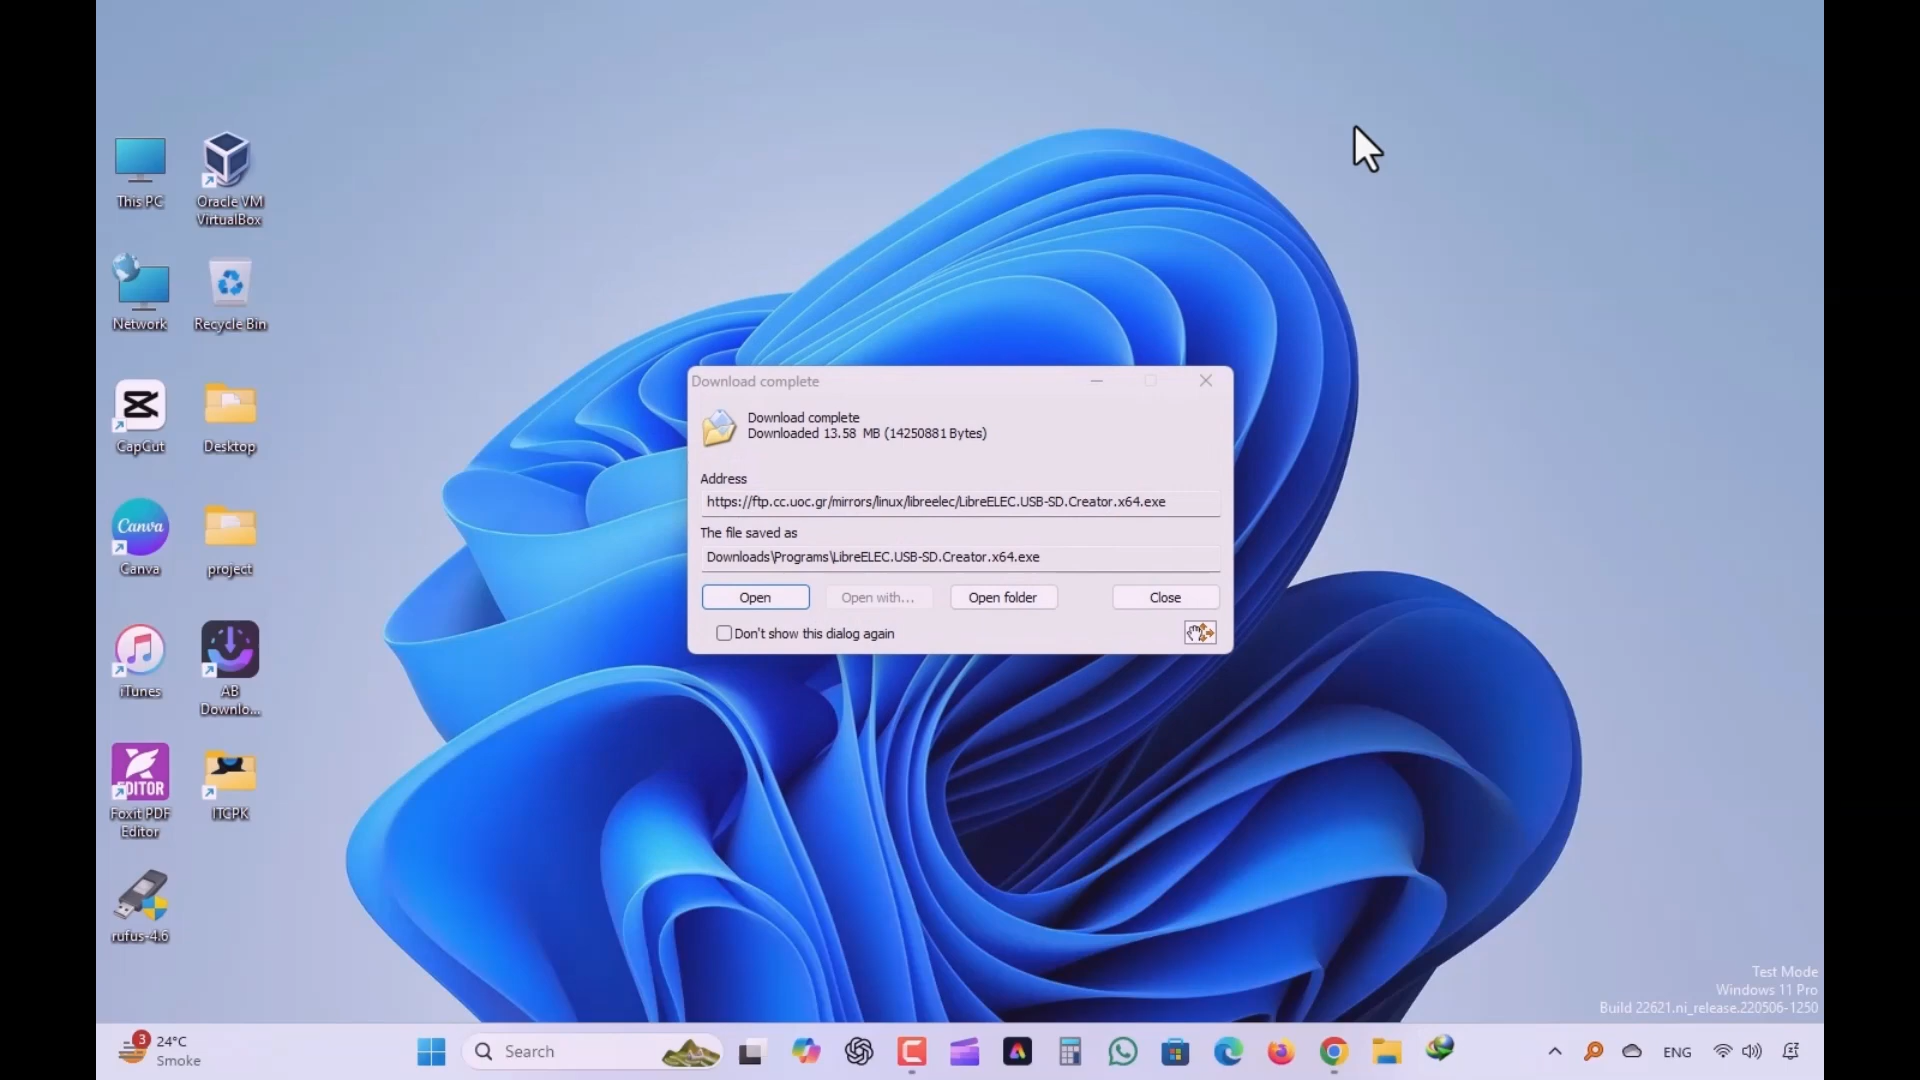 This PC
Oracle VM
VirtualBox
Network
Recycle Bin
CapCut
Desktop
Canva
Canva
project
iTunes
AB
Downlo...
EDITOR
Foxit PDF
Editor
ITCPK
rufus-4.6
Download complete
Download complete
Downloaded 13.58 MB (14250881 Bytes)
Address
https://ftp.cc.uoc.gr/mirrors/linux/libreelec/LibreELEC.USB-SD.Creator.x64.exe
The file saved as
Downloads\Programs\LibreELEC.USB-SD.Creator.x64.exe
Open
Open with...
Open folder
Close
Don't show this dialog again
Test Mode
Windows 11 Pro
Build 22621.ni_release.220506-1250
3
24°C
Smoke
Search
ENG